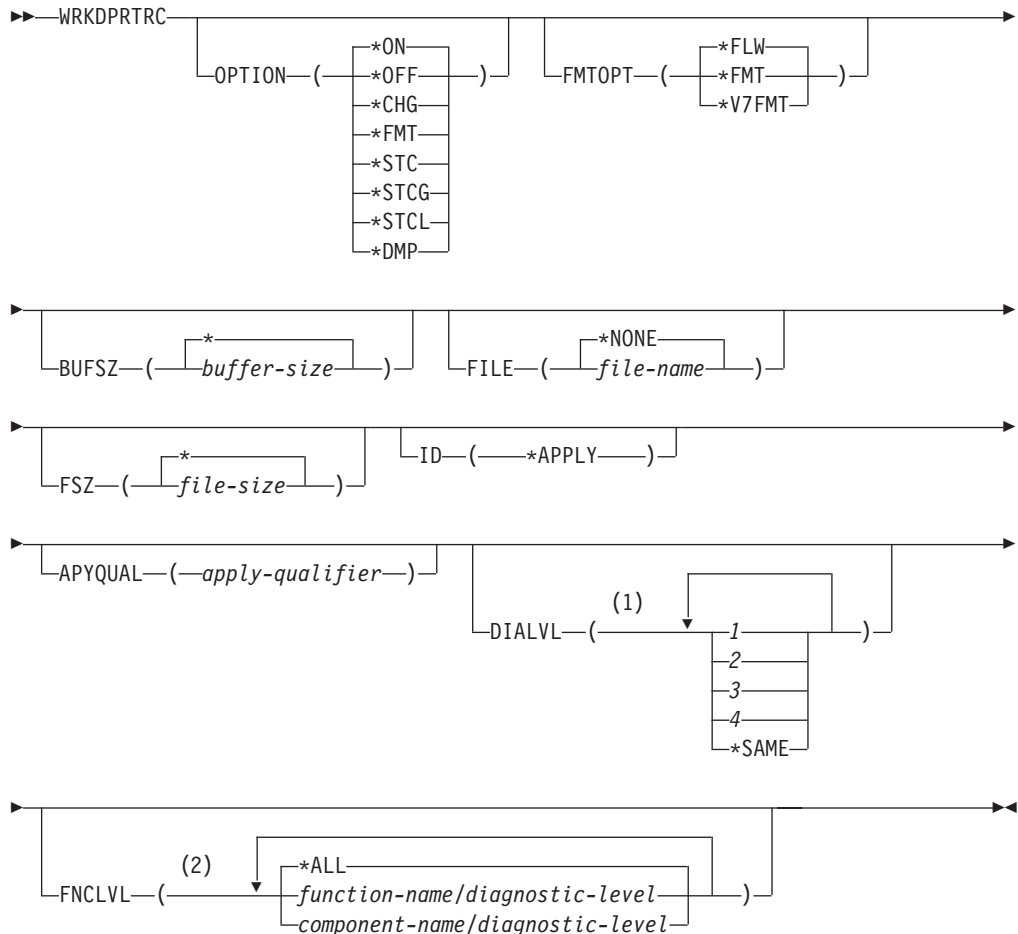 WRKDPRTRC
OPTION ( *ON )
*OFF
*CHG
*FMT
*STC
*STCG
*STCL
*DMP
FMTOPT ( *FLW )
*FMT
*V7FMT
BUFSZ ( * )
buffer-size
FILE ( *NONE )
file-name
FSZ ( * )
file-size
ID ( *APPLY )
APYQUAL ( apply-qualifier )
(1)
DIALVL ( 1 )
2
3
4
*SAME
(2)
FNCLVL ( *ALL )
function-name/diagnostic-level
component-name/diagnostic-level